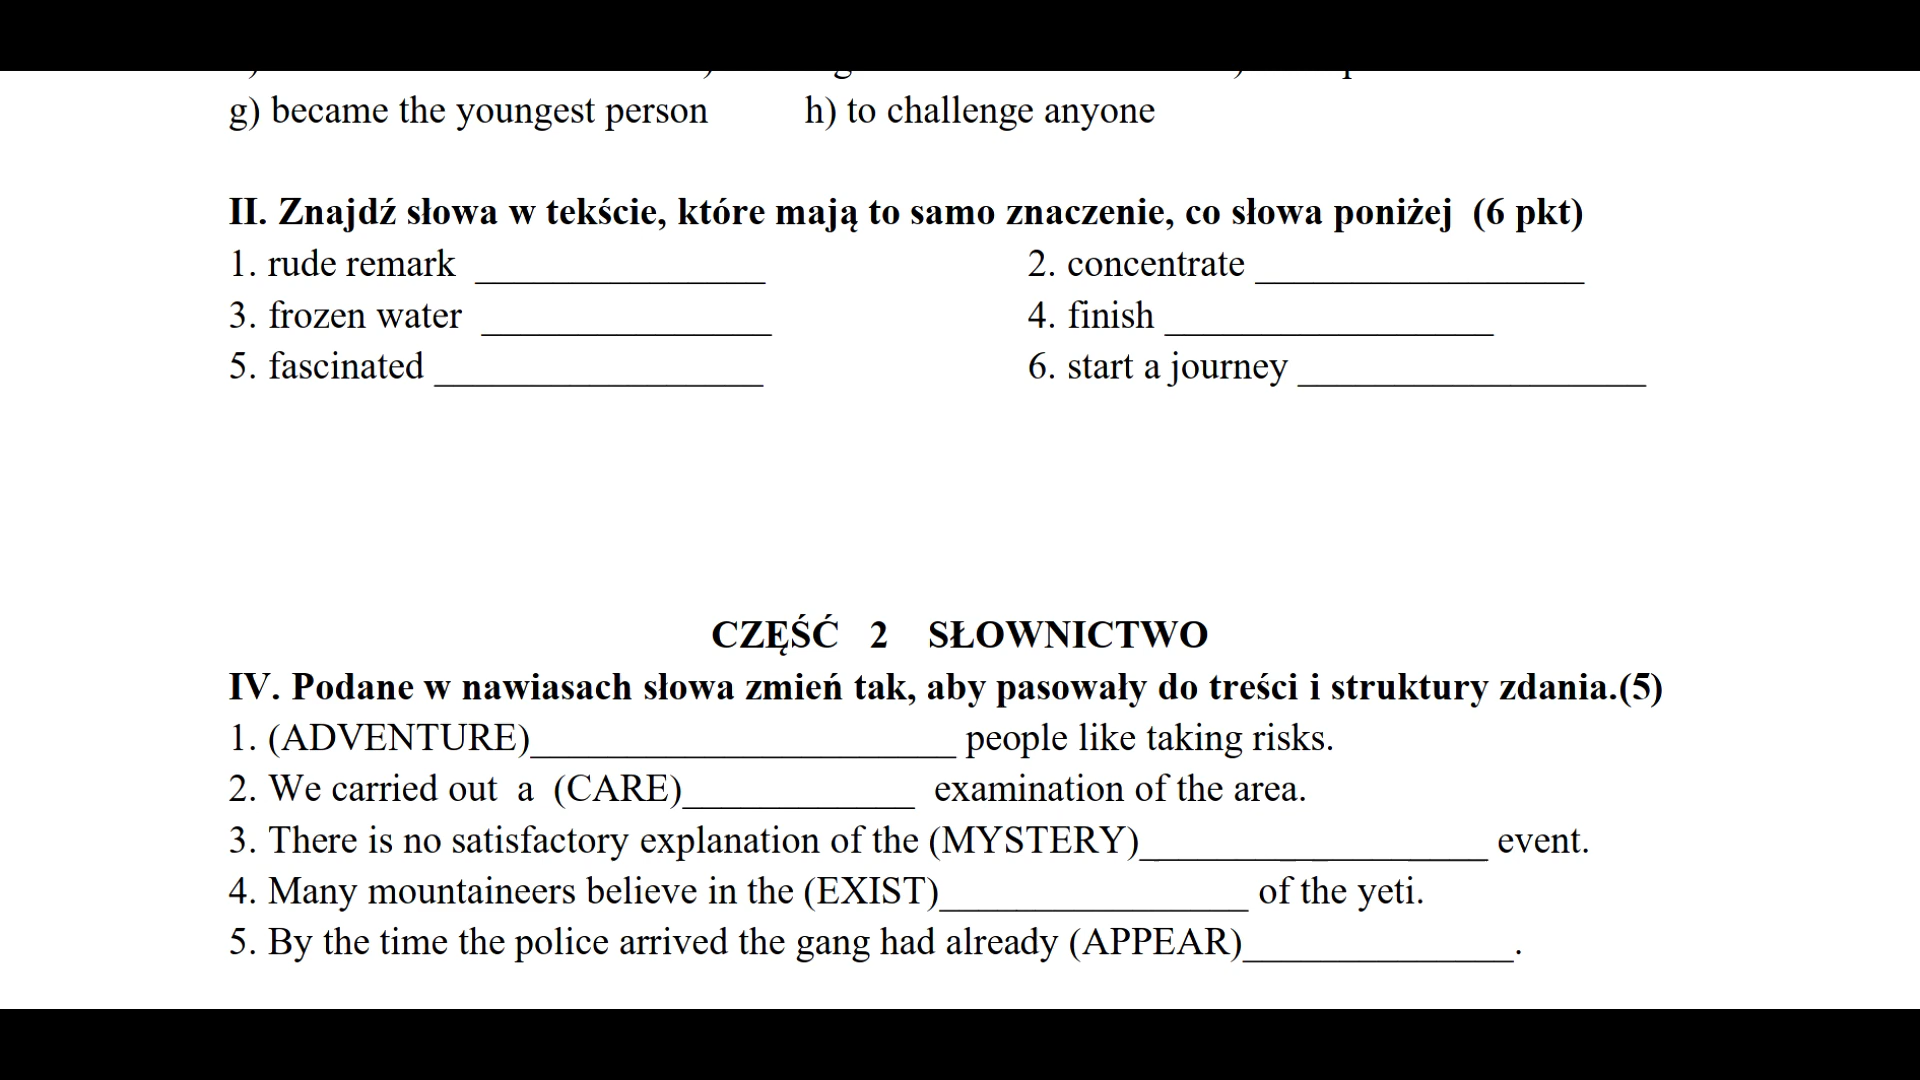 g) became the youngest person h) to challenge anyone
II. Znajdź słowa w tekście, które mają to samo znaczenie, co słowa poniżej (6 pkt)
1. rude remark _______________ 2. concentrate _________________
3. frozen water _______________ 4. finish _________________
5. fascinated _________________ 6. start a journey __________________
CZĘŚĆ 2 SŁOWNICTWO
IV. Podane w nawiasach słowa zmień tak, aby pasowały do treści i struktury zdania.(5)
1. (ADVENTURE)______________________ people like taking risks.
2. We carried out a (CARE)____________ examination of the area.
3. There is no satisfactory explanation of the (MYSTERY)__________________ event.
4. Many mountaineers believe in the (EXIST)________________ of the yeti.
5. By the time the police arrived the gang had already (APPEAR)______________.